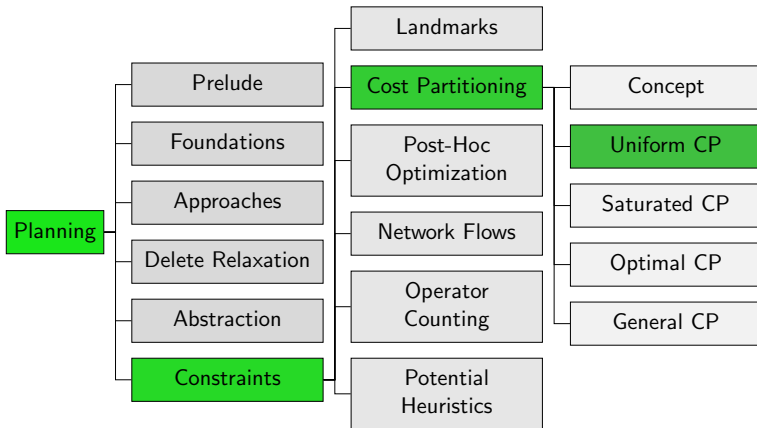 Planning
Prelude
Foundations
Approaches
Delete Relaxation
Abstraction
Constraints
Landmarks
Cost Partitioning
Post-Hoc
Optimization
Network Flows
Operator
Counting
Potential
Heuristics
Concept
Uniform CP
Saturated CP
Optimal CP
General CP